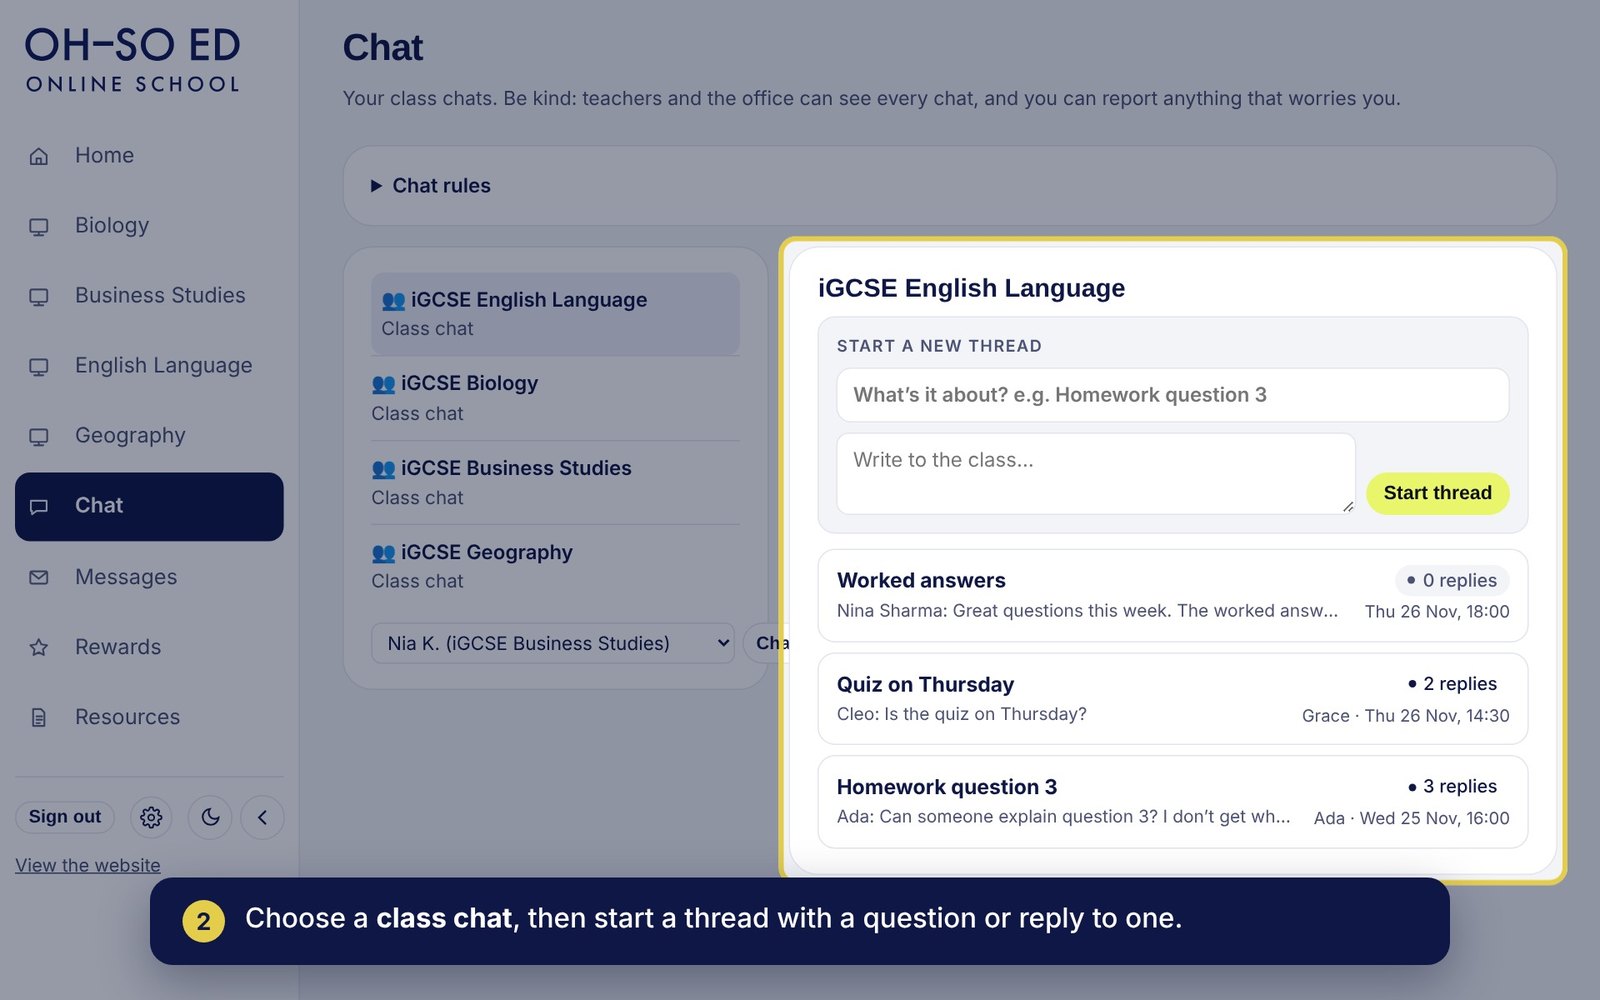 OH-SO ED
ONLINE SCHOOL
Home
Biology
Business Studies
English Language
Geography
Chat
Messages
Rewards
Resources
Sign out
View the website
Chat
Your class chats. Be kind: teachers and the office can see every chat, and you can report anything that worries you.
Chat rules
iGCSE English Language
Class chat
iGCSE Biology
Class chat
iGCSE Business Studies
Class chat
iGCSE Geography
Class chat
Nia K. (iGCSE Business Studies)
Cha
iGCSE English Language
START A NEW THREAD
What's it about? e.g. Homework question 3
Write to the class...
Start thread
Worked answers
• 0 replies
Nina Sharma: Great questions this week. The worked answ...
Thu 26 Nov, 18:00
Quiz on Thursday
• 2 replies
Cleo: Is the quiz on Thursday?
Grace · Thu 26 Nov, 14:30
Homework question 3
• 3 replies
Ada: Can someone explain question 3? I don't get wh...
Ada · Wed 25 Nov, 16:00
2 Choose a class chat, then start a thread with a question or reply to one.